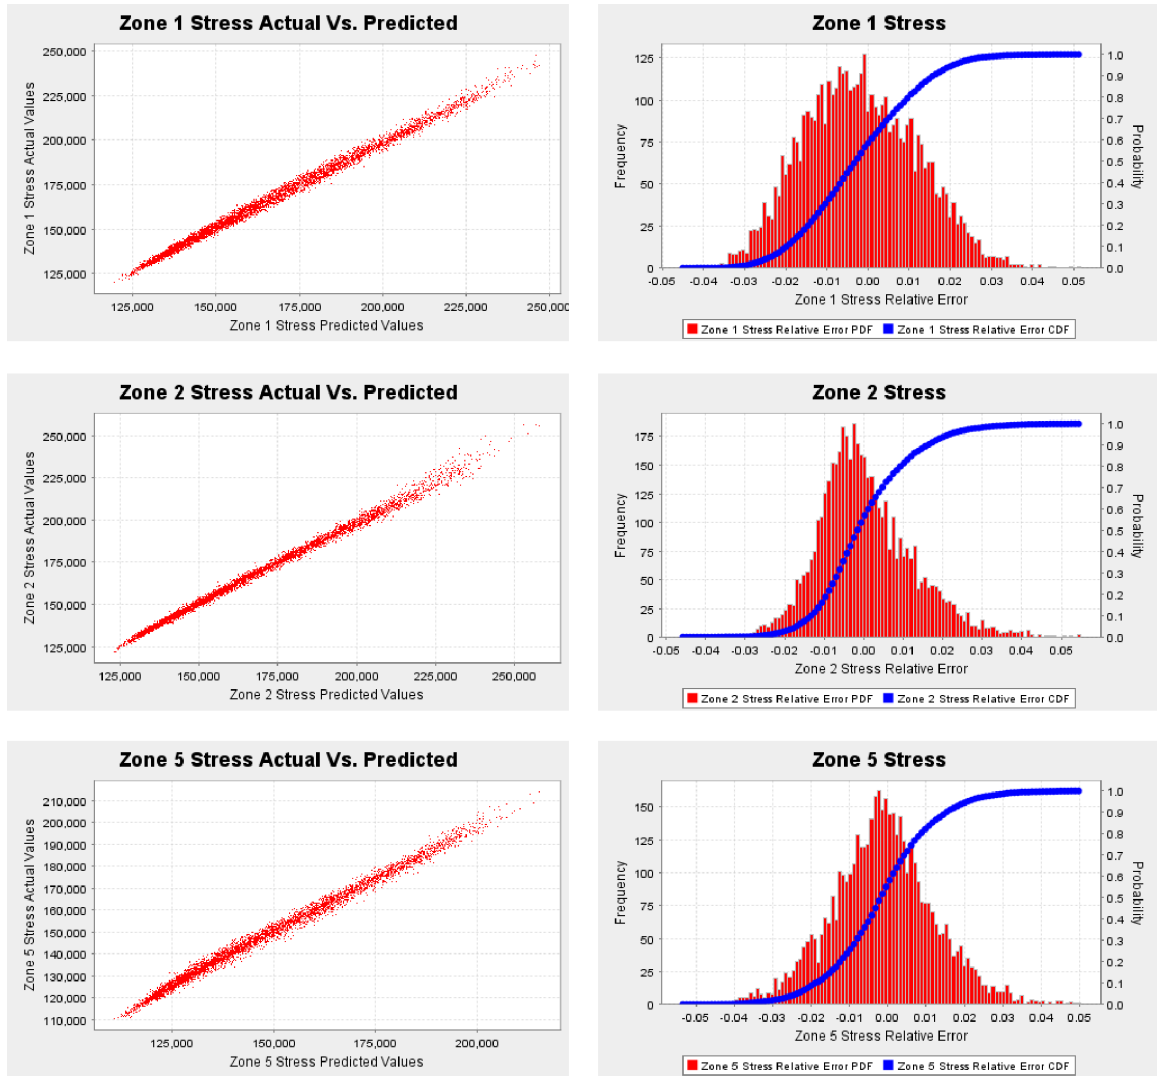 Zone 1 Stress Actual Vs. Predicted
Zone 1 Stress Actual Values
250,000
225,000
200,000
175,000
150,000
125,000
125,000 150,000 175,000 200,000 225,000 250,000
Zone 1 Stress Predicted Values
Zone 1 Stress
Frequency
125
100
75
50
25
0
1.0
0.9
0.8
0.7
0.6
0.5
0.4
0.3
0.2
0.1
0.0
Probability
-0.05 -0.04 -0.03 -0.02 -0.01 0.00 0.01 0.02 0.03 0.04 0.05
Zone 1 Stress Relative Error
Zone 1 Stress Relative Error PDF Zone 1 Stress Relative Error CDF
Zone 2 Stress Actual Vs. Predicted
Zone 2 Stress Actual Values
250,000
225,000
200,000
175,000
150,000
125,000
125,000 150,000 175,000 200,000 225,000 250,000
Zone 2 Stress Predicted Values
Zone 2 Stress
Frequency
175
150
125
100
75
50
25
0
1.0
0.9
0.8
0.7
0.6
0.5
0.4
0.3
0.2
0.1
0.0
Probability
-0.05 -0.04 -0.03 -0.02 -0.01 0.00 0.01 0.02 0.03 0.04 0.05
Zone 2 Stress Relative Error
Zone 2 Stress Relative Error PDF Zone 2 Stress Relative Error CDF
Zone 5 Stress Actual Vs. Predicted
Zone 5 Stress Actual Values
210,000
200,000
190,000
180,000
170,000
160,000
150,000
140,000
130,000
120,000
110,000
125,000 150,000 175,000 200,000
Zone 5 Stress Predicted Values
Zone 5 Stress
Frequency
150
125
100
75
50
25
0
1.0
0.9
0.8
0.7
0.6
0.5
0.4
0.3
0.2
0.1
0.0
Probability
-0.05 -0.04 -0.03 -0.02 -0.01 0.00 0.01 0.02 0.03 0.04 0.05
Zone 5 Stress Relative Error
Zone 5 Stress Relative Error PDF Zone 5 Stress Relative Error CDF